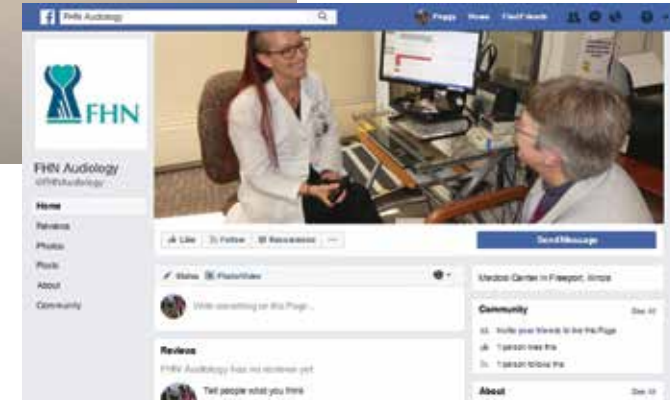 FHN Audiology
Peggy Home Find Friends
FHN
FHN Audiology
@FHNAudiology
Home
Reviews
Photos
Posts
About
Community
Like Follow Recommend ...
Send Message
Status Photo/Video
Write something on this Page...
Reviews
FHN Audiology has no reviews yet
Tell people what you think
Medical Center in Freeport, Illinois
Community See All
Invite your friends to like this Page
1 person likes this
1 person follows this
About See All